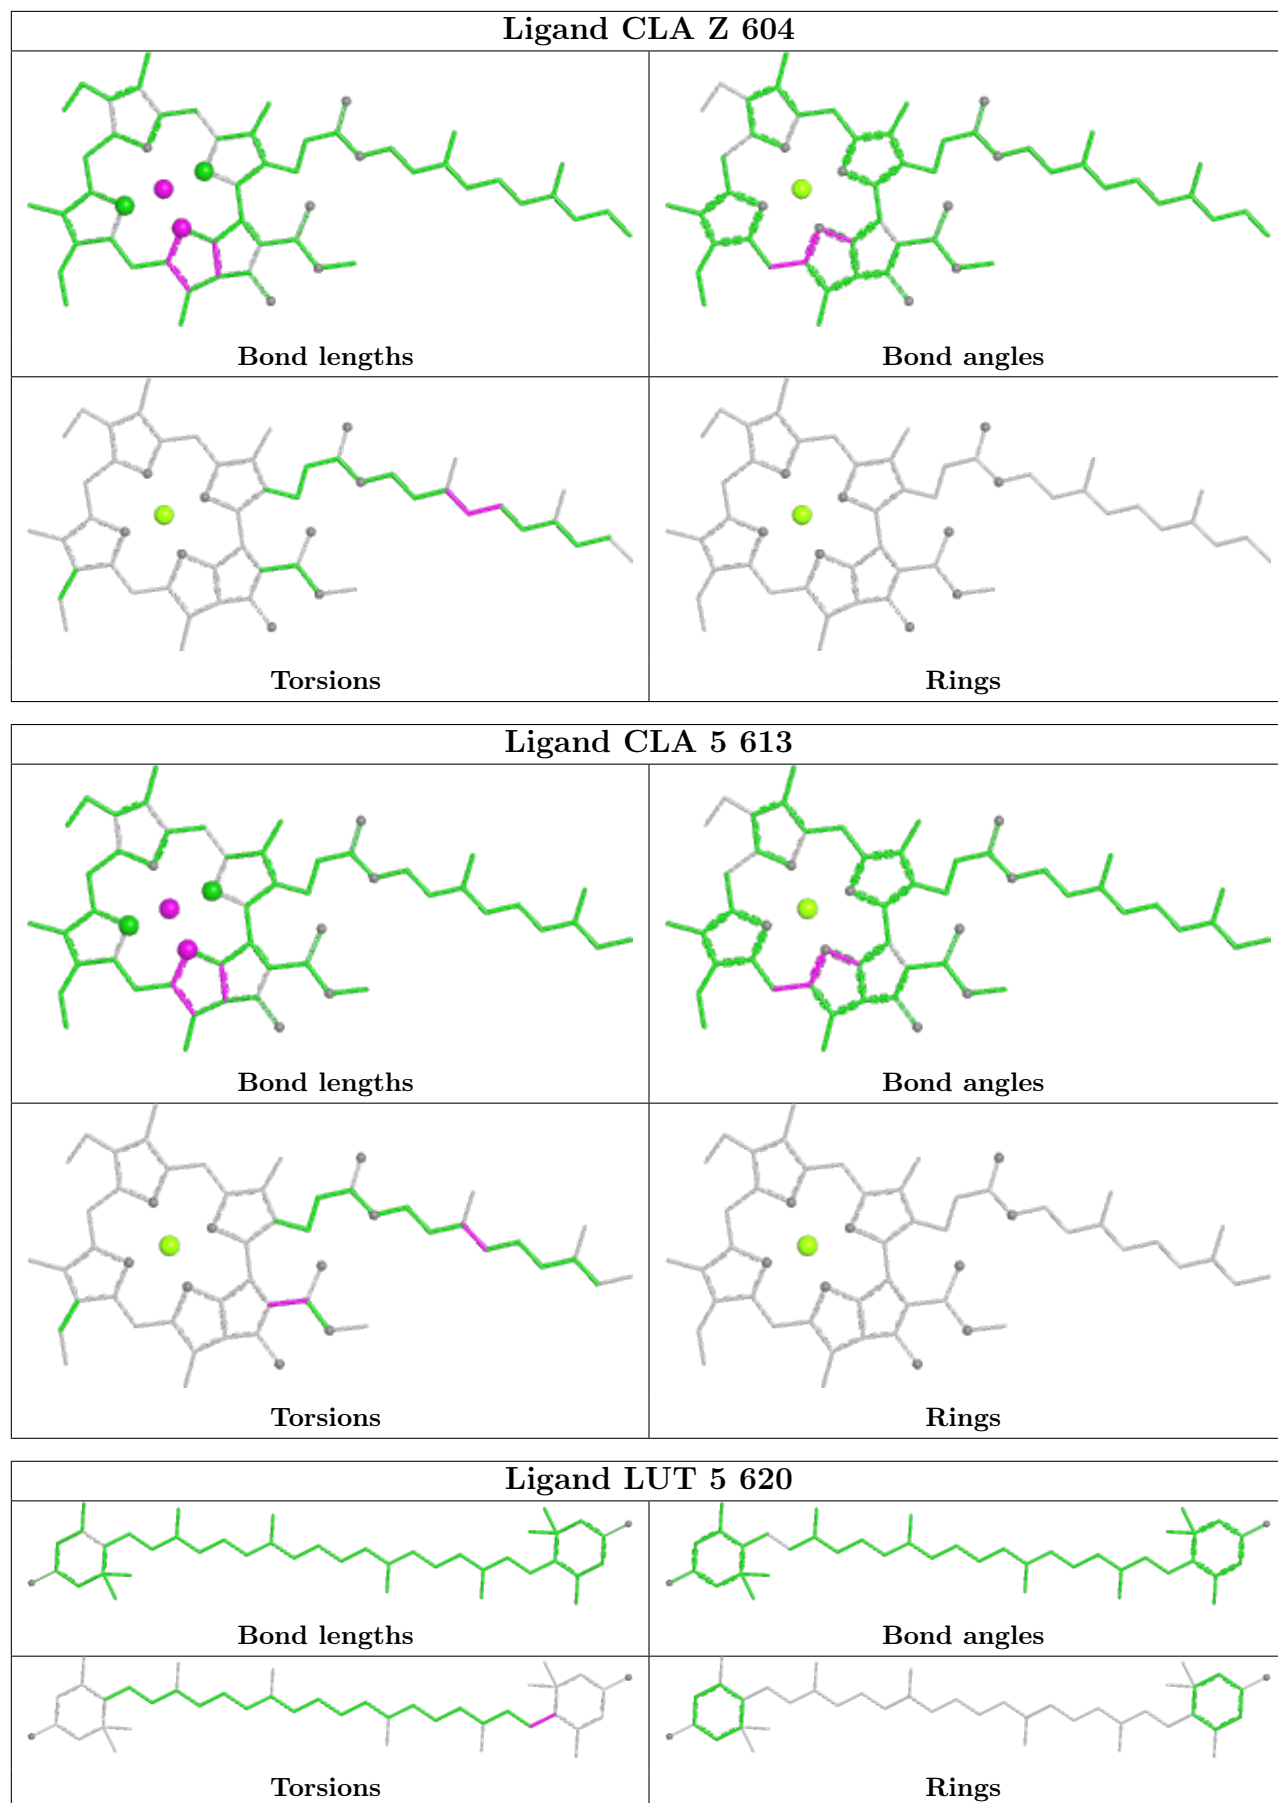 Ligand CLA Z 604
Bond lengths
Bond angles
Torsions
Rings
Ligand CLA 5 613
Bond lengths
Bond angles
Torsions
Rings
Ligand LUT 5 620
Bond lengths
Bond angles
Torsions
Rings